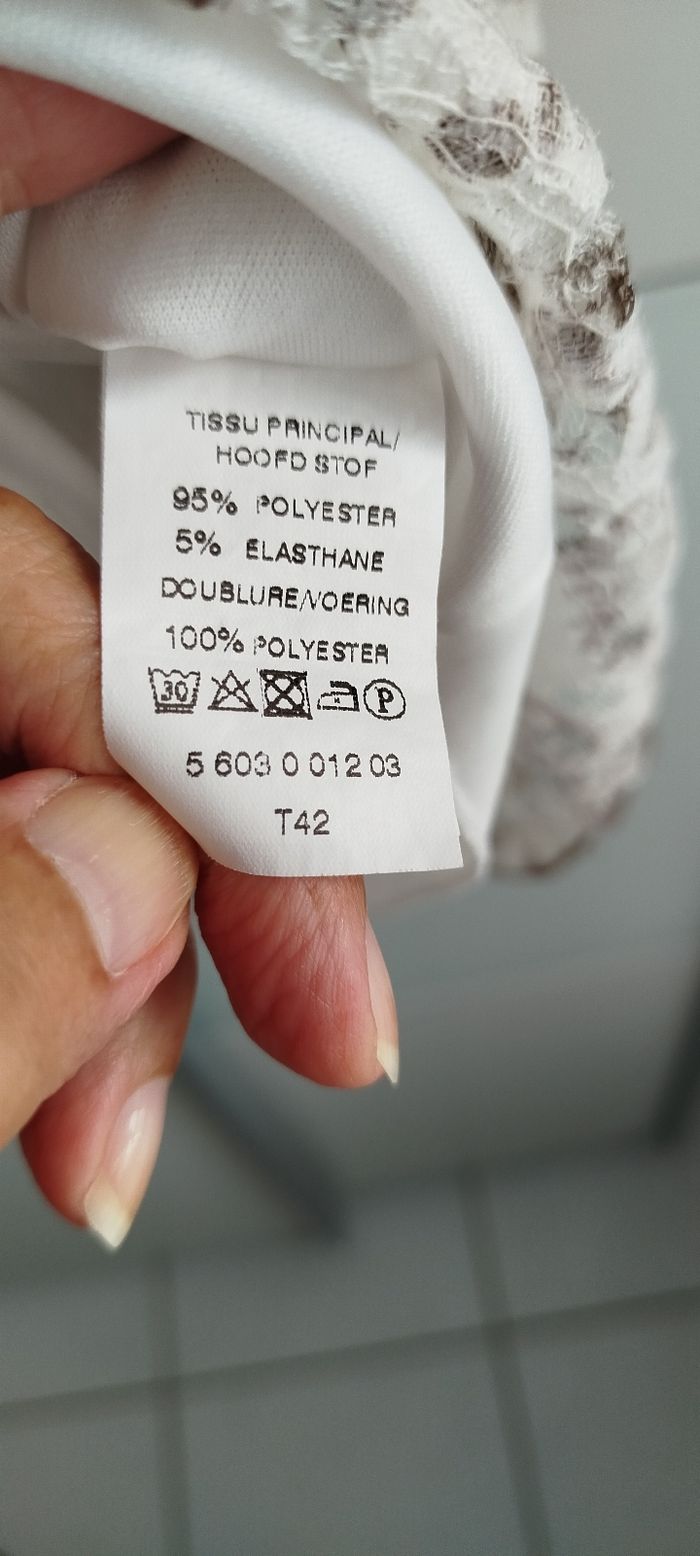 TISSU PRINCIPAL/
HOOFD STOF
95% POLYESTER
5% ELASTHANE
DOUBLURE/VOERING
100% POLYESTER
30 P
5 603 0 012 03
T42